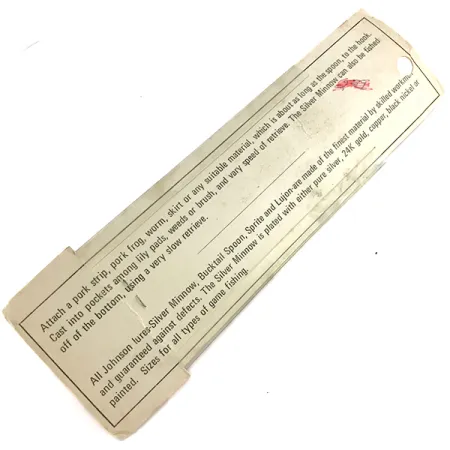 Attach a pork strip, pork frog, worm, skirt or any suitable material, which is about as long as the spoon, to the hook.
Cast into pockets among lily pads, weeds or brush, and vary speed of retrieve. The Silver Minnow can also be fished
off of the bottom, using a very slow retrieve.
All Johnson lures-Silver Minnow, Bucktail Spoon, Sprite and Lujon-are made of the finest material by skilled
and guaranteed against defects. The Silver Minnow is plated with either pure silver, 24K gold, copper, black nickel or
painted. Sizes for all types of game fishing.